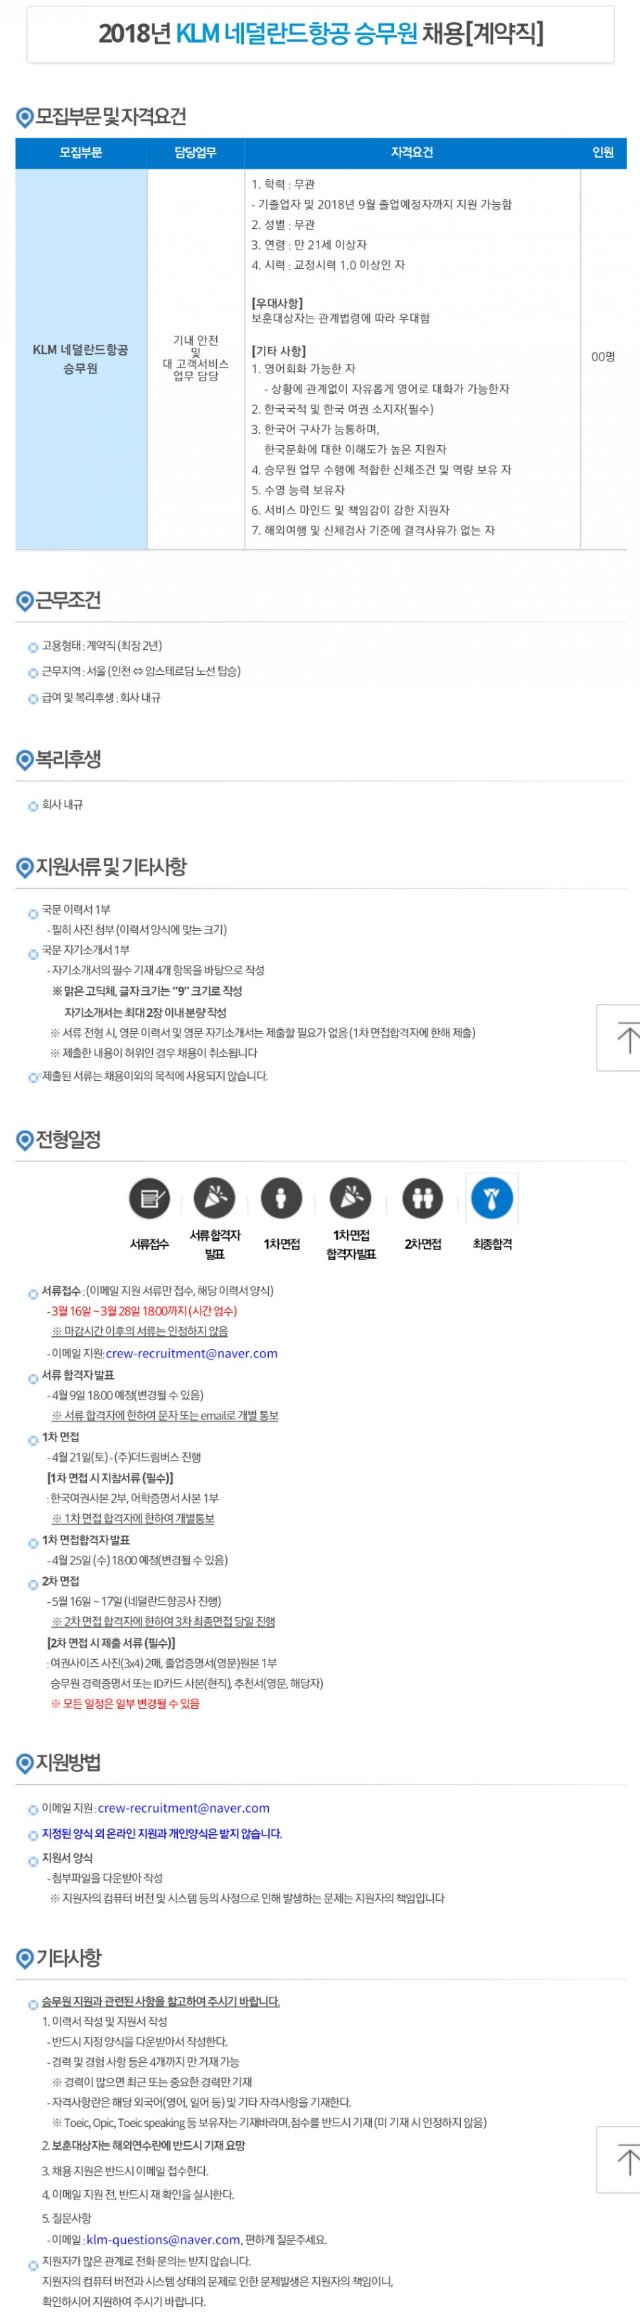 2018년 KLM 네덜란드항공 승무원 채용[계약직]
모집부문 및 자격요건
모집부문 담당업무 자격요건 인원
1. 학력 : 무관
- 기졸업자 및 2018년 9월 졸업예정자까지 지원 가능함
2. 성별 : 무관
3. 연령 : 만 21세 이상자
4. 시력 : 교정시력 1.0 이상인 자
[우대사항]
보훈대상자는 관계법령에 따라 우대함
KLM 네덜란드항공
승무원
기내 안전
및
대 고객서비스
업무 담당
[기타 사항]
1. 영어회화 가능한 자
- 상황에 관계없이 자유롭게 영어로 대화가 가능한자
2. 한국국적 및 한국 여권 소지자(필수)
3. 한국어 구사가 능통하며,
한국문화에 대한 이해도가 높은 지원자
4. 승무원 업무 수행에 적합한 신체조건 및 역량 보유 자
5. 수영 능력 보유자
6. 서비스 마인드 및 책임감이 강한 지원자
7. 해외여행 및 신체검사 기준에 결격사유가 없는 자
00명
근무조건
고용형태 : 계약직 (최장 2년)
근무지역 : 서울 (인천 ⇔ 암스테르담 노선 탑승)
급여 및 복리후생 : 회사 내규
복리후생
회사 내규
지원서류 및 기타사항
국문 이력서 1부
- 필히 사진 첨부 (이력서 양식에 맞는 크기)
국문 자기소개서 1부
- 자기소개서의 필수 기재 4개 항목을 바탕으로 작성
※ 맑은 고딕체, 글자 크기는 “9” 크기로 작성
자기소개서는 최대 2장 이내 분량 작성
※ 서류 전형 시, 영문 이력서 및 영문 자기소개서는 제출할 필요가 없음 (1차 면접합격자에 한해 제출)
※ 제출한 내용이 허위인 경우 채용이 취소됩니다
제출된 서류는 채용이외의 목적에 사용되지 않습니다.
전형일정
서류접수 서류 합격자 발표 1차 면접 1차 면접 합격자 발표 2차 면접 최종합격
서류접수 : (이메일 지원 서류만 접수, 해당 이력서 양식)
- 3월 16일 ~ 3월 28일 18:00까지 (시간 엄수)
※ 마감시간 이후의 서류는 인정하지 않음
- 이메일 지원: crew-recruitment@naver.com
서류 합격자 발표
- 4월 9일 18:00 예정(변경될 수 있음)
※ 서류 합격자에 한하여 문자 또는 email로 개별 통보
1차 면접
- 4월 21일(토) - (주)더드림버스 진행
[1차 면접 시 지참서류 (필수)]
: 한국여권사본 2부, 어학증명서 사본 1부
※ 1차 면접 합격자에 한하여 개별통보
1차 면접합격자 발표
- 4월 25일 (수) 18:00 예정(변경될 수 있음)
2차 면접
- 5월 16일 ~ 17일 (네덜란드항공사 진행)
※ 2차 면접 합격자에 한하여 3차 최종면접 당일 진행
[2차 면접 시 제출 서류 (필수)]
: 여권사이즈 사진(3x4) 2매, 졸업증명서(영문)원본 1부
승무원 경력증명서 또는 ID카드 사본(현직), 추천서(영문, 해당자)
※ 모든 일정은 일부 변경될 수 있음
지원방법
이메일 지원 : crew-recruitment@naver.com
지정된 양식 외 온라인 지원과 개인양식은 받지 않습니다.
지원서 양식
- 첨부파일을 다운받아 작성
※ 지원자의 컴퓨터 버전 및 시스템 등의 사정으로 인해 발생하는 문제는 지원자의 책임입니다
기타사항
승무원 지원과 관련된 사항을 참고하여 주시기 바랍니다.
1. 이력서 작성 및 지원서 작성
- 반드시 지정 양식을 다운받아서 작성한다.
- 경력 및 경험 사항 등은 4개까지 만 거재 가능
※ 경력이 많으면 최근 또는 중요한 경력만 기재
- 자격사항란은 해당 외국어(영어, 일어 등) 및 기타 자격사항을 기재한다.
※ Toeic, Opic, Toeic speaking 등 보유자는 기재바라며, 점수를 반드시 기재 (미 기재 시 인정하지 않음)
2. 보훈대상자는 해외연수란에 반드시 기재 요망
3. 채용 지원은 반드시 이메일 접수한다.
4. 이메일 지원 전, 반드시 재 확인을 실시한다.
5. 질문사항
- 이메일 : klm-questions@naver.com, 편하게 질문주세요.
지원자가 많은 관계로 전화 문의는 받지 않습니다.
지원자의 컴퓨터 버전과 시스템 상태의 문제로 인한 문제발생은 지원자의 책임이니,
확인하시어 지원하여 주시기 바랍니다.